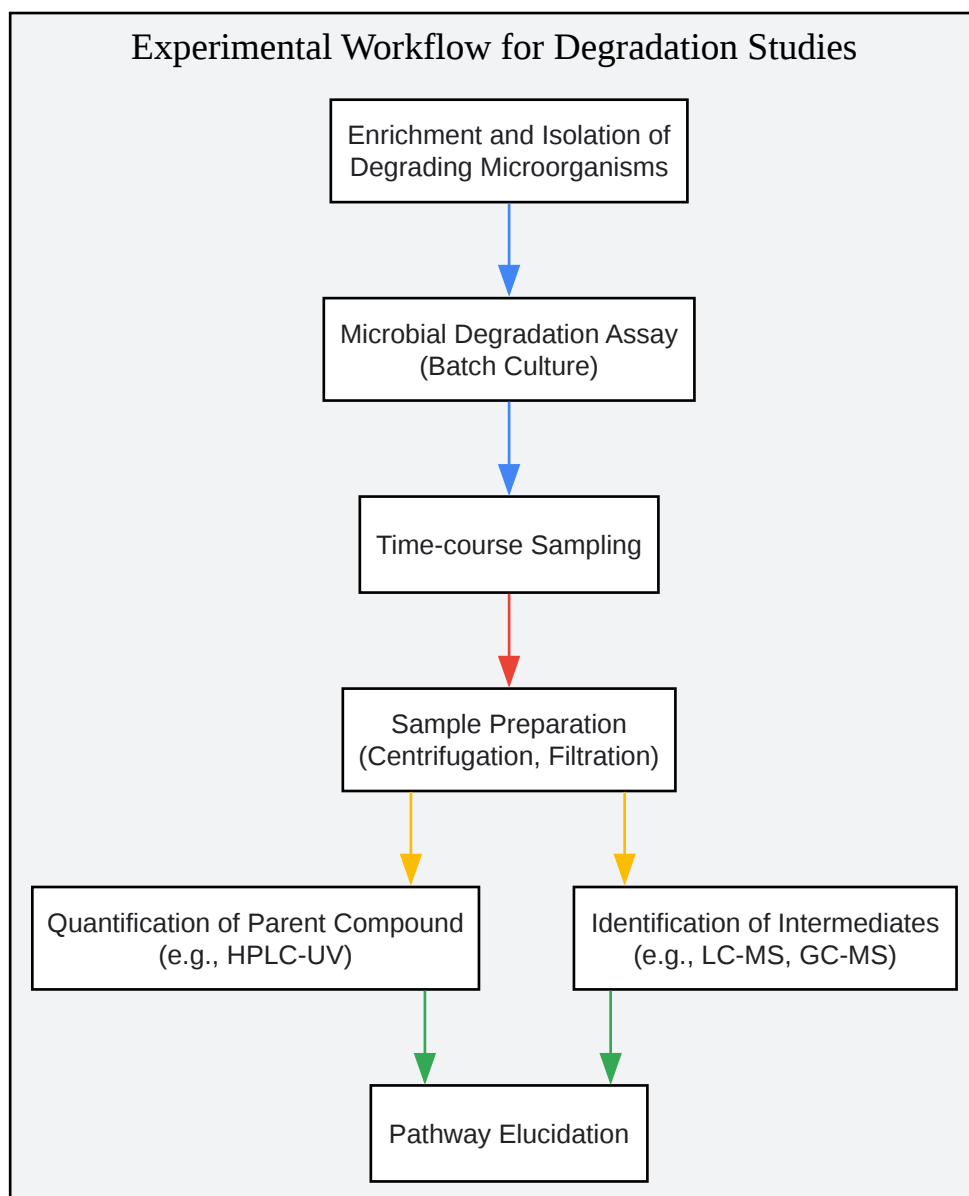 Experimental Workflow for Degradation Studies
Enrichment and Isolation of
Degrading Microorganisms
Microbial Degradation Assay
(Batch Culture)
Time-course Sampling
Sample Preparation
(Centrifugation, Filtration)
Quantification of Parent Compound
(e.g., HPLC-UV)
Identification of Intermediates
(e.g., LC-MS, GC-MS)
Pathway Elucidation